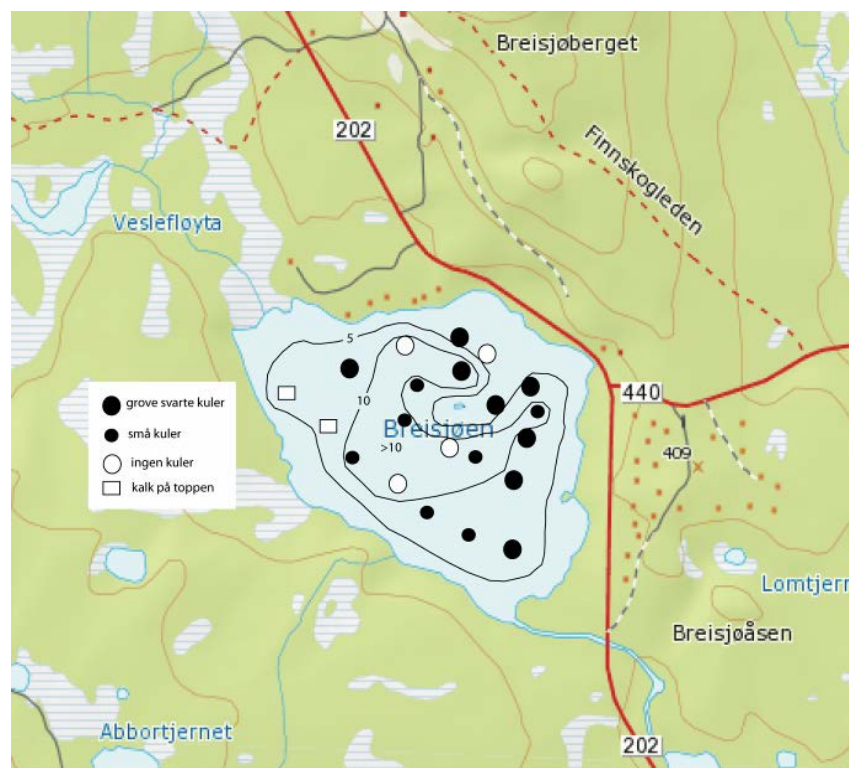 Breisjøberget
202
Finnskogleden
Veslefløyta
5
440
grove svarte kuler
10
små kuler
Breisjøen
>10
409
ingen kuler
kalk på toppen
Lomtjern
Breisjøåsen
Abbortjernet
202